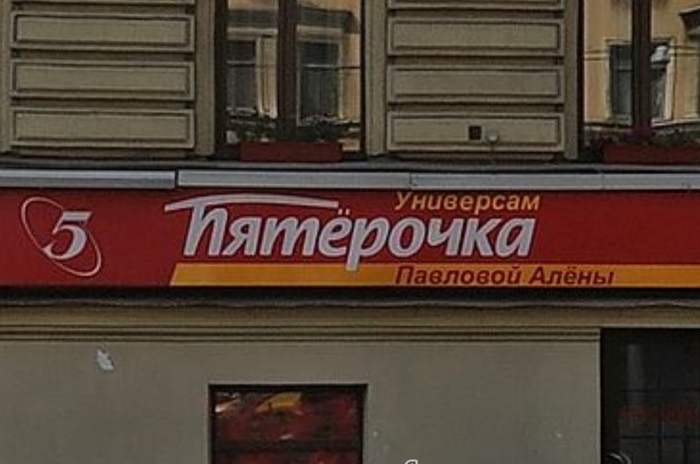 5
Универсам
Пятёрочка
Павловой Алёны